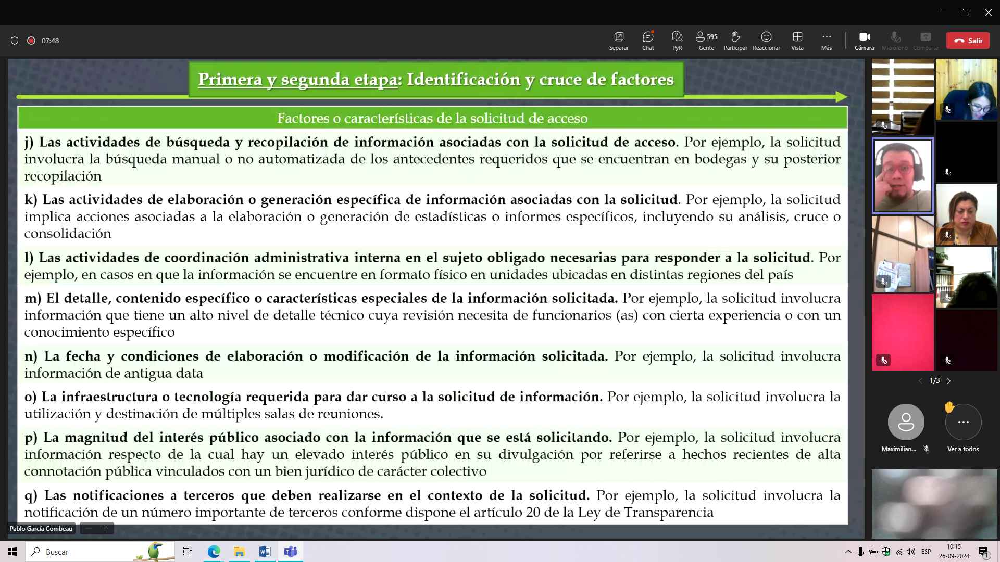 07:48
Separar
Chat
PyR
595
Gente
Participar
Reaccionar
Vista
Más
Cámara
Micrófono
Comparte
Salir
Primera y segunda etapa: Identificación y cruce de factores
Factores o características de la solicitud de acceso
j) Las actividades de búsqueda y recopilación de información asociadas con la solicitud de acceso. Por ejemplo, la solicitud
involucra la búsqueda manual o no automatizada de los antecedentes requeridos que se encuentran en bodegas y su posterior
recopilación
k) Las actividades de elaboración o generación específica de información asociadas con la solicitud. Por ejemplo, la solicitud
implica acciones asociadas a la elaboración o generación de estadísticas o informes específicos, incluyendo su análisis, cruce o
consolidación
l) Las actividades de coordinación administrativa interna en el sujeto obligado necesarias para responder a la solicitud. Por
ejemplo, en casos en que la información se encuentre en formato físico en unidades ubicadas en distintas regiones del país
m) El detalle, contenido específico o características especiales de la información solicitada. Por ejemplo, la solicitud involucra
información que tiene un alto nivel de detalle técnico cuya revisión necesita de funcionarios (as) con cierta experiencia o con un
conocimiento específico
n) La fecha y condiciones de elaboración o modificación de la información solicitada. Por ejemplo, la solicitud involucra
información de antigua data
o) La infraestructura o tecnología requerida para dar curso a la solicitud de información. Por ejemplo, la solicitud involucra la
utilización y destinación de múltiples salas de reuniones.
p) La magnitud del interés público asociado con la información que se está solicitando. Por ejemplo, la solicitud involucra
información respecto de la cual hay un elevado interés público en su divulgación por referirse a hechos recientes de alta
connotación pública vinculados con un bien jurídico de carácter colectivo
q) Las notificaciones a terceros que deben realizarse en el contexto de la solicitud. Por ejemplo, la solicitud involucra la
notificación de un número importante de terceros conforme dispone el artículo 20 de la Ley de Transparencia
Pablo García Combeau
1/3
Maximilian...
Ver a todos
Buscar
ESP
10:15
26-09-2024
1